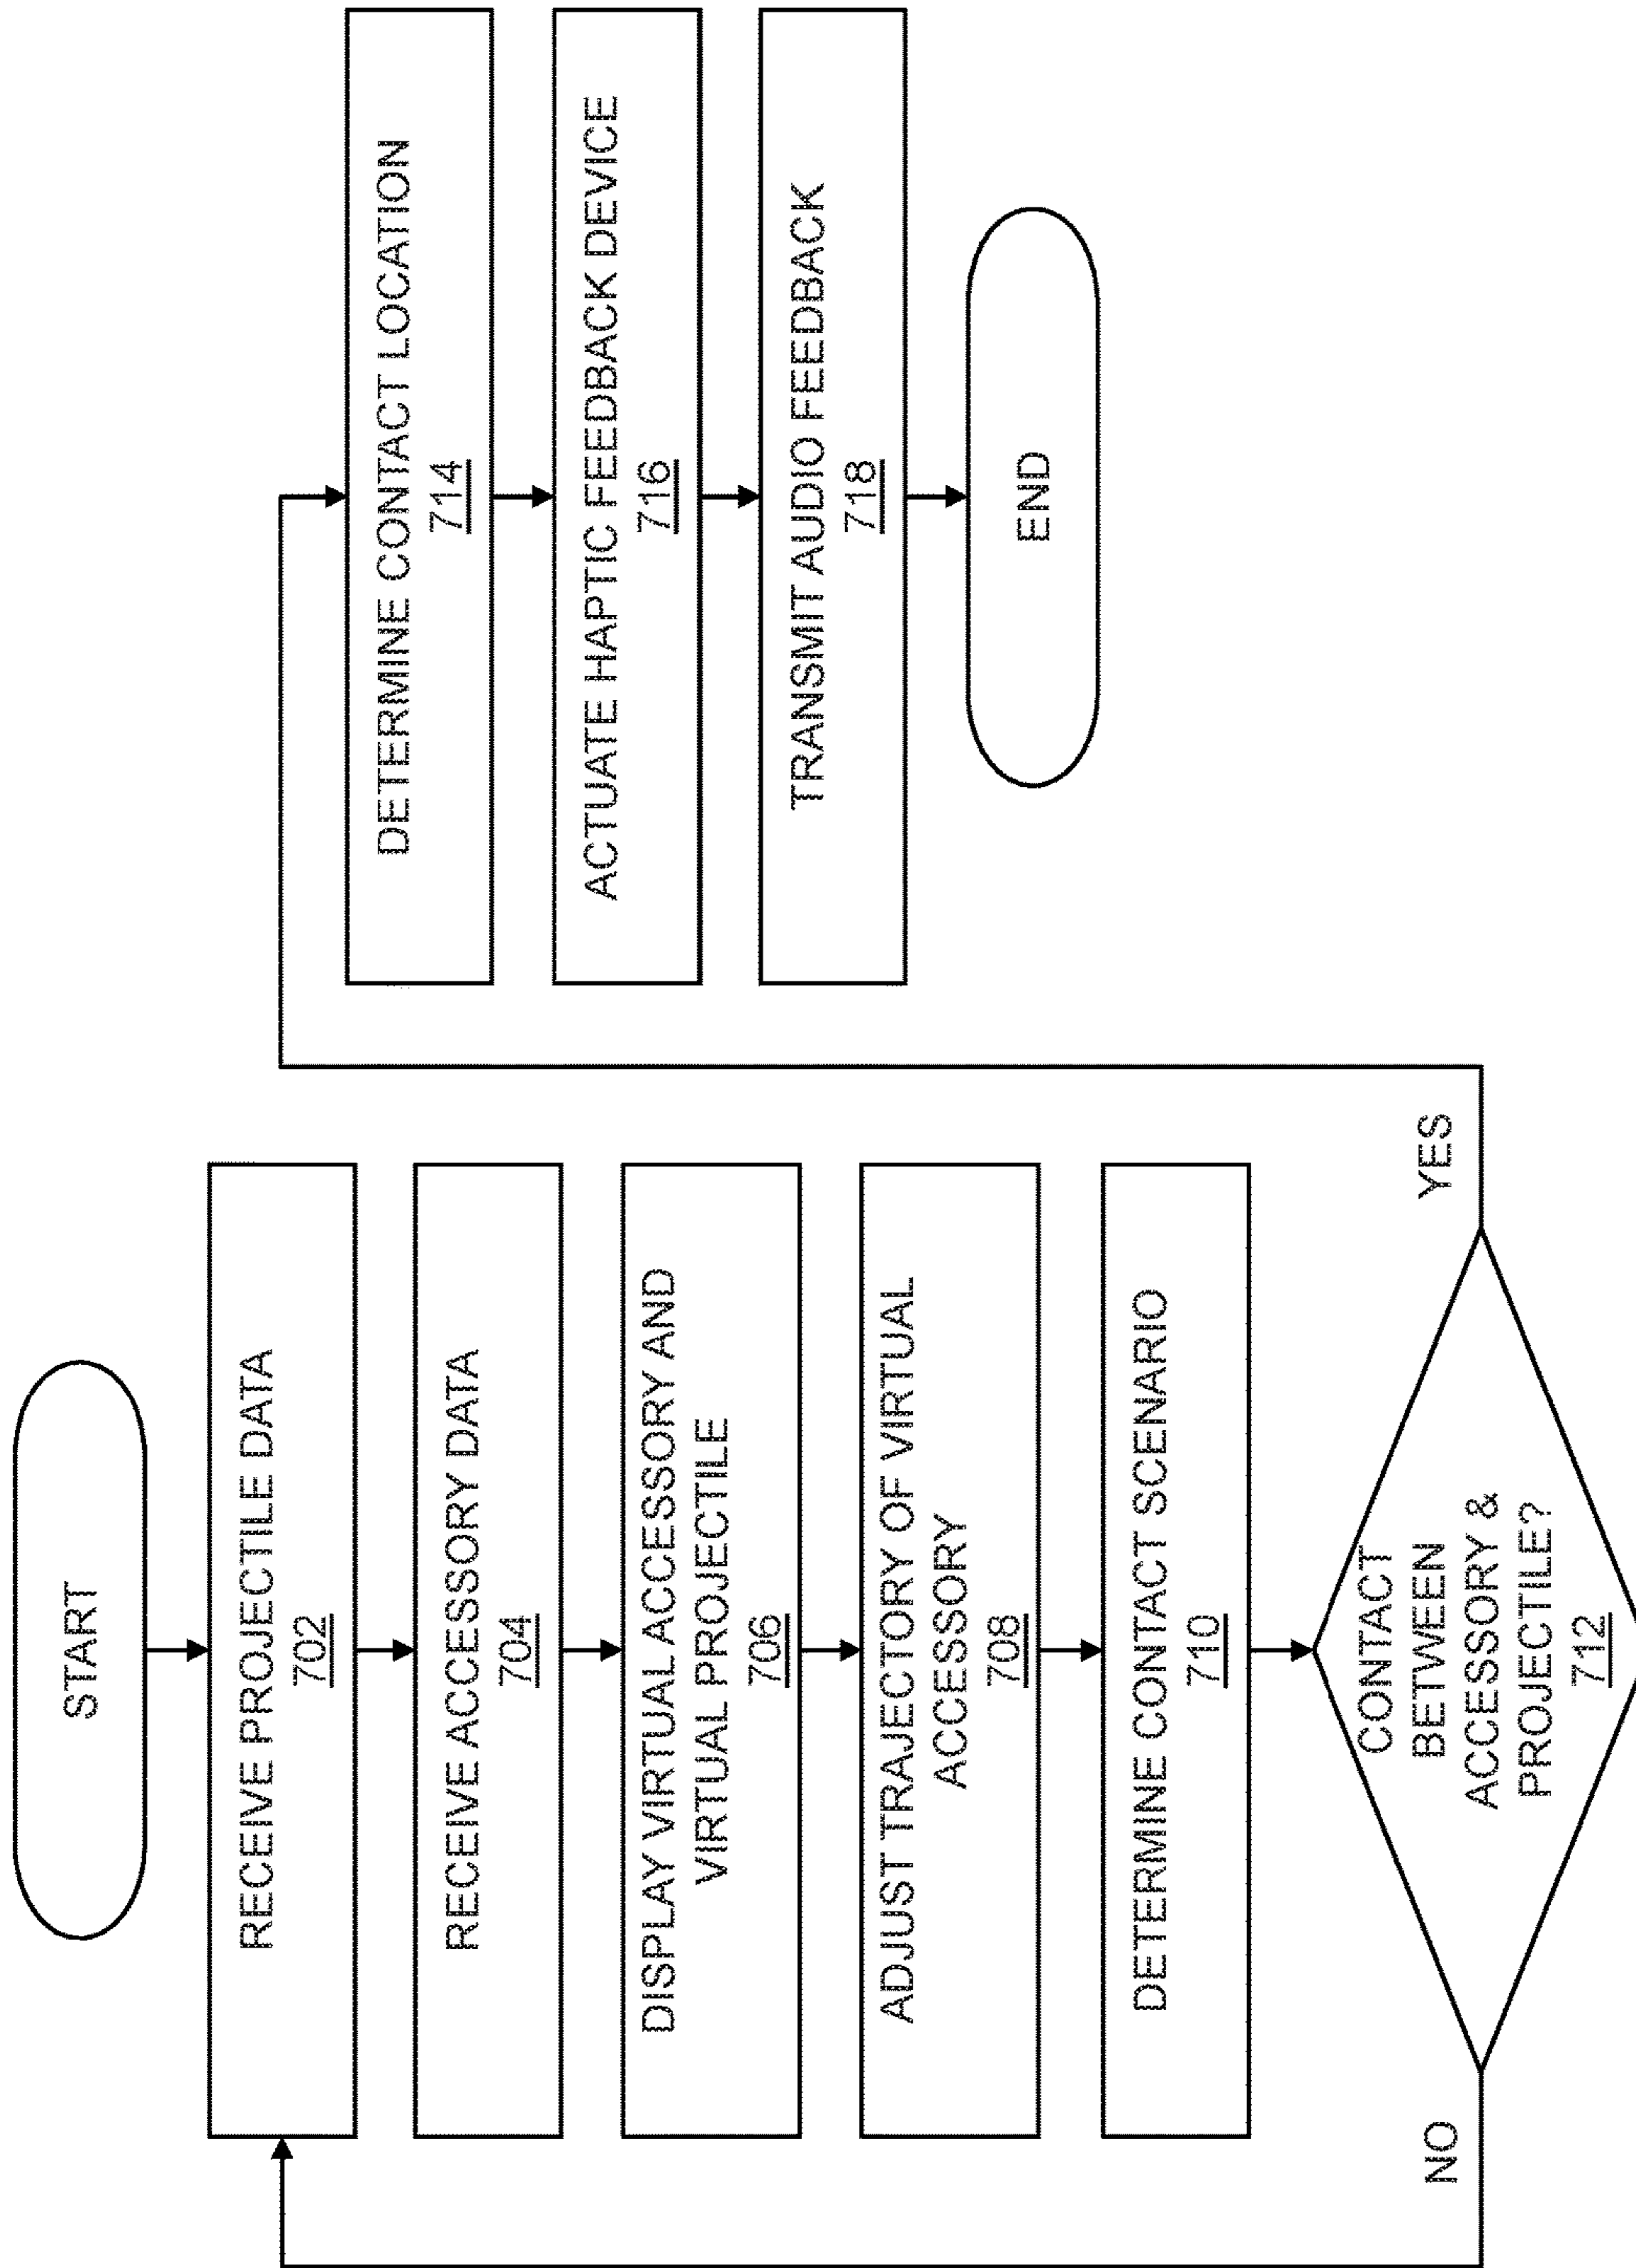 START
RECEIVE PROJECTILE DATA
702
RECEIVE ACCESSORY DATA
704
DISPLAY VIRTUAL ACCESSORY AND
VIRTUAL PROJECTILE
706
ADJUST TRAJECTORY OF VIRTUAL
ACCESSORY
708
DETERMINE CONTACT SCENARIO
710
CONTACT
BETWEEN
ACCESSORY &
PROJECTILE?
712
NO
YES
DETERMINE CONTACT LOCATION
714
ACTUATE HAPTIC FEEDBACK DEVICE
716
TRANSMIT AUDIO FEEDBACK
718
END